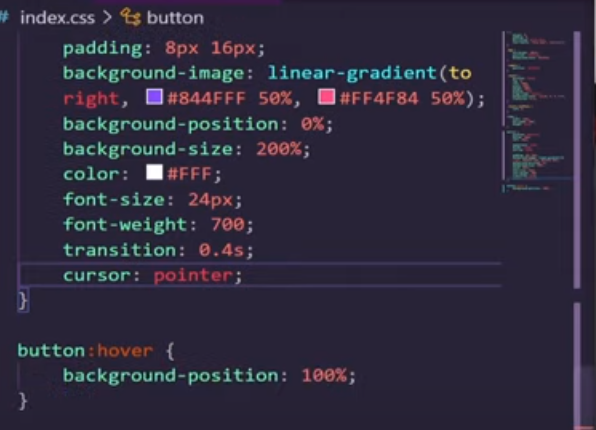 # index.css > button
padding: 8px 16px;
background-image: linear-gradient(to
right, #844FFF 50%, #FF4F84 50%);
background-position: 0%;
background-size: 200%;
color: #FFF;
font-size: 24px;
font-weight: 700;
transition: 0.4s;
cursor: pointer;
}
button:hover {
background-position: 100%;
}